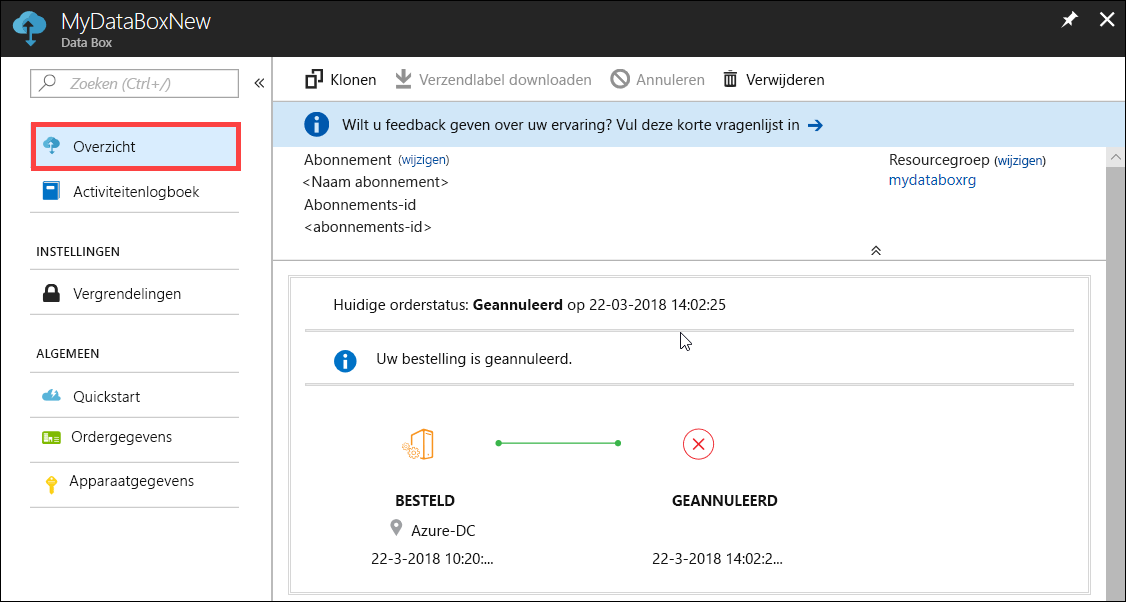 MyDataBoxNew
Data Box
Zoeken (Ctrl+/)
Overzicht
Activiteitenlogboek
INSTELLINGEN
Vergrendelingen
ALGEMEEN
Quickstart
Ordergegevens
Apparaatgegevens
Klonen Verzendlabel downloaden Annuleren Verwijderen
Wilt u feedback geven over uw ervaring? Vul deze korte vragenlijst in →
Abonnement (wijzigen)
<Naam abonnement>
Abonnements-id
<abonnements-id>
Resourcegroep (wijzigen)
mydataboxrg
Huidige orderstatus: Geannuleerd op 22-03-2018 14:02:25
Uw bestelling is geannuleerd.
BESTELD GEANNULEERD
Azure-DC
22-3-2018 10:20:... 22-3-2018 14:02:2...